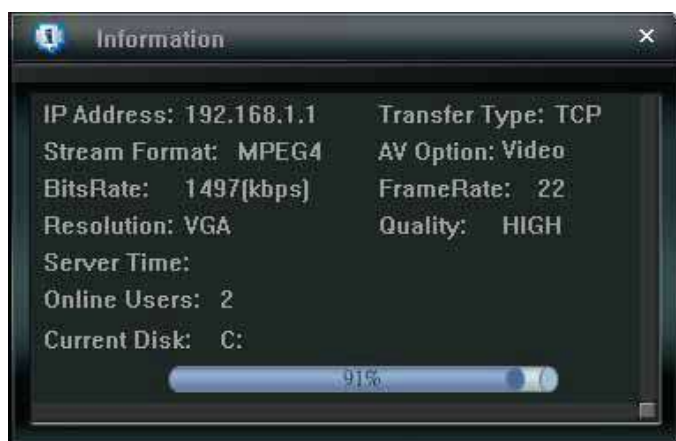 Information
IP Address: 192.168.1.1 Transfer Type: TCP
Stream Format: MPEG4 AV Option: Video
BitsRate: 1497(kbps) FrameRate: 22
Resolution: VGA Quality: HIGH
Server Time:
Online Users: 2
Current Disk: C:
91%